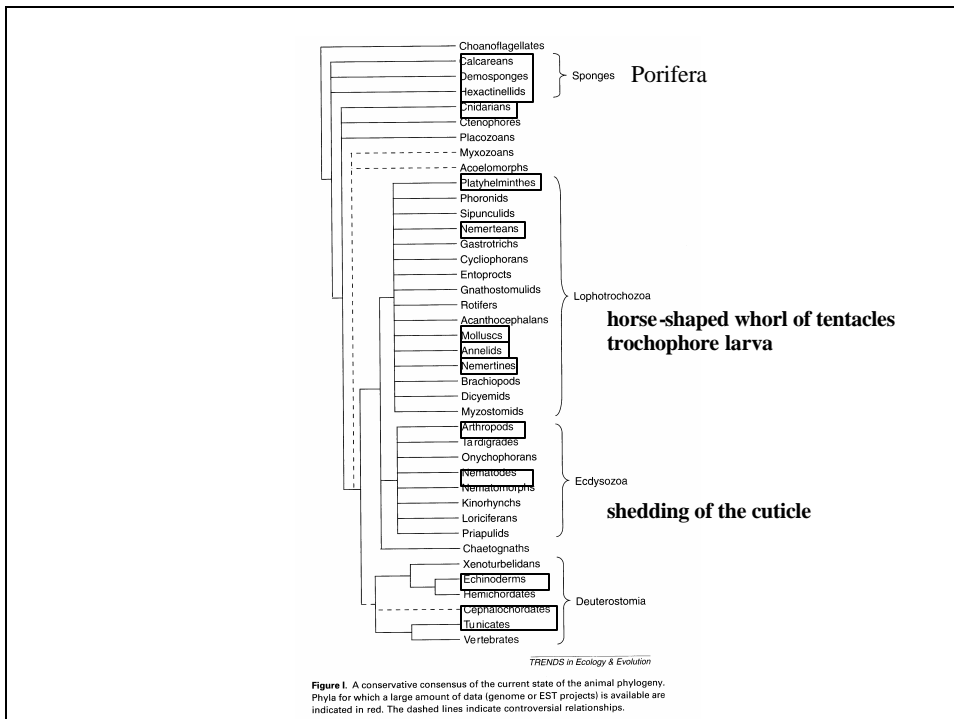 Choanoflagellates
Calcareans
Demosponges
Sponges
Porifera
Hexactinellids
Cnidarians
Ctenophores
Placozoans
Myxozoans
Acoelomorphs
Platyhelminthes
Phoronids
Sipunculids
Nemerteans
Gastrotrichs
Cycliophorans
Entoprocts
Gnathostomulids
Lophotrochozoa
Rotifers
Acanthocephalans
horse-shaped whorl of tentacles
trochophore larva
Molluscs
Annelids
Nemertines
Brachiopods
Dicyemids
Myzostomids
Arthropods
Tardigrades
Onychophorans
Nematodes
Ecdysozoa
Nematomorphs
Kinorhynchs
shedding of the cuticle
Loriciferans
Priapulids
Chaetognaths
Xenoturbelidans
Echinoderms
Hemichordates
Deuterostomia
Cephalochordates
Tunicates
Vertebrates
TRENDS in Ecology & Evolution
Figure I. A conservative consensus of the current state of the animal phylogeny.
Phyla for which a large amount of data (genome or EST projects) is available are
indicated in red. The dashed lines indicate controversial relationships.